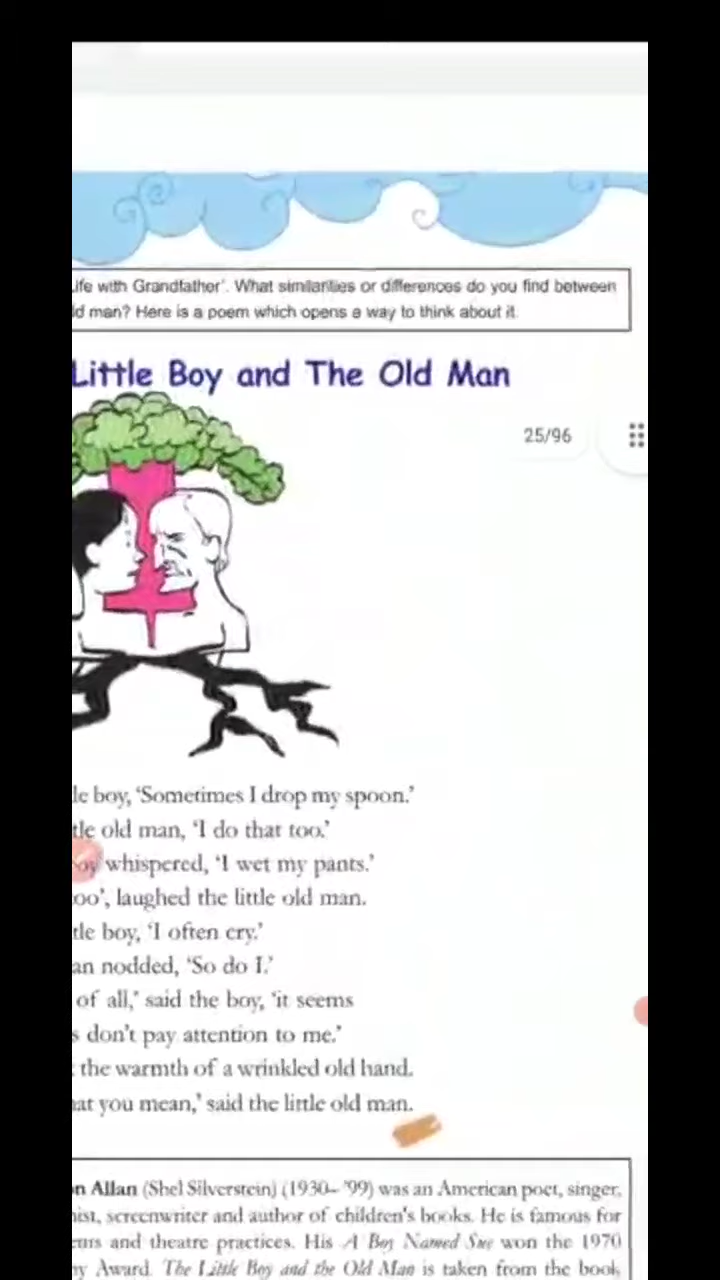 ife with Grandfather'. What similarities or differences do you find between
ld man? Here is a poem which opens a way to think about it.
Little Boy and The Old Man
25/96
le boy, 'Sometimes I drop my spoon.'
tle old man, 'I do that too.'
oy whispered, 'I wet my pants.'
oo', laughed the little old man.
tle boy, 'I often cry.'
an nodded, 'So do I.'
of all,' said the boy, 'it seems
s don't pay attention to me.'
the warmth of a wrinkled old hand.
at you mean,' said the little old man.
n Allan (Shel Silverstein) (1930– '99) was an American poet, singer,
ist, screenwriter and author of children's books. He is famous for
ms and theatre practices. His A Boy Named Sue won the 1970
y Award. The Little Boy and the Old Man is taken from the book,